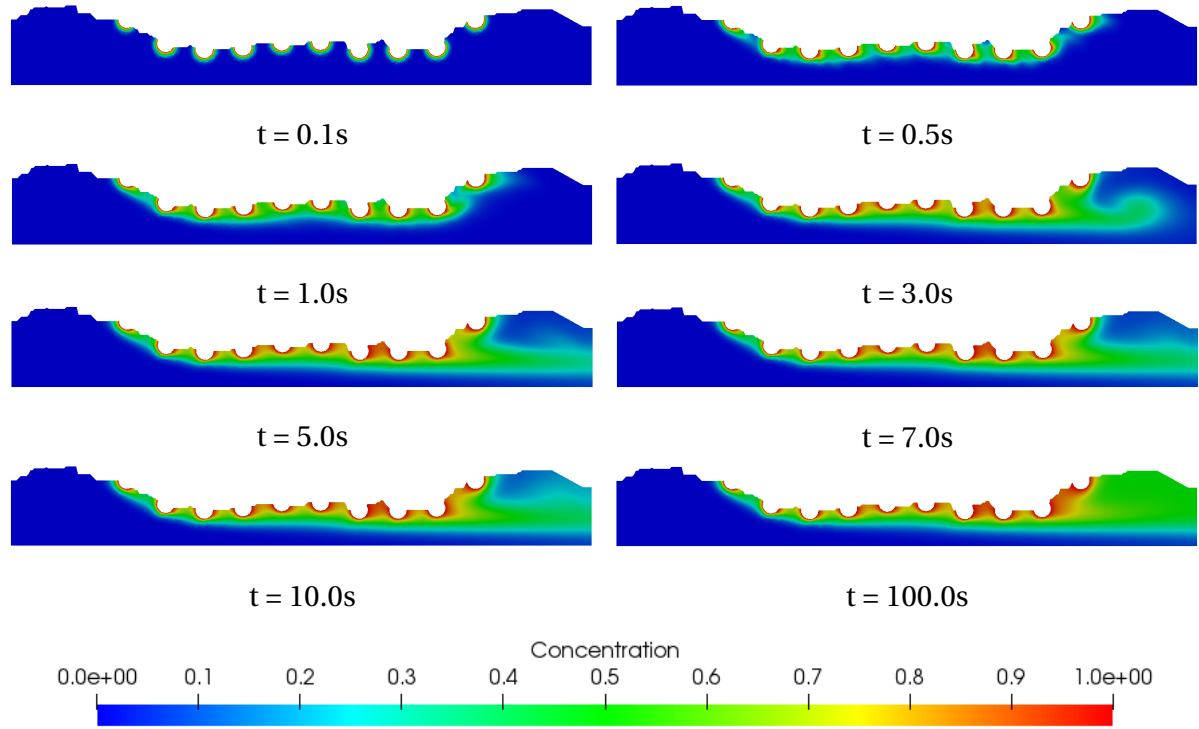 t = 0.1s
t = 0.5s
t = 1.0s
t = 3.0s
t = 5.0s
t = 7.0s
t = 10.0s
t = 100.0s
Concentration
0.0e+00 0.1 0.2 0.3 0.4 0.5 0.6 0.7 0.8 0.9 1.0e+00